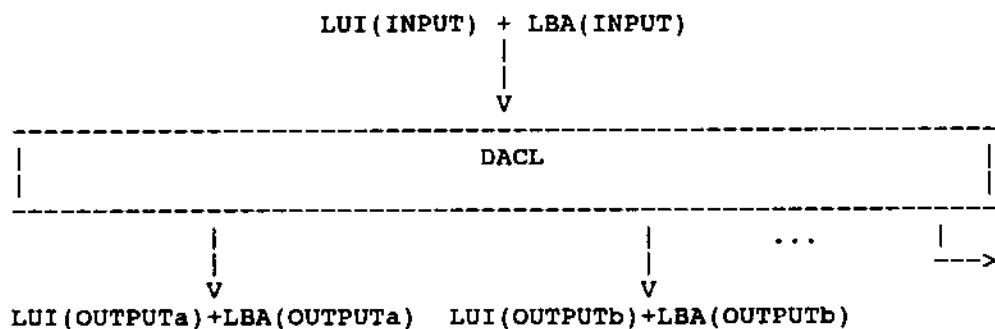 LUI(INPUT) + LBA(INPUT)
DACL
...
LUI(OUTPUTa)+LBA(OUTPUTa) LUI(OUTPUTb)+LBA(OUTPUTb)